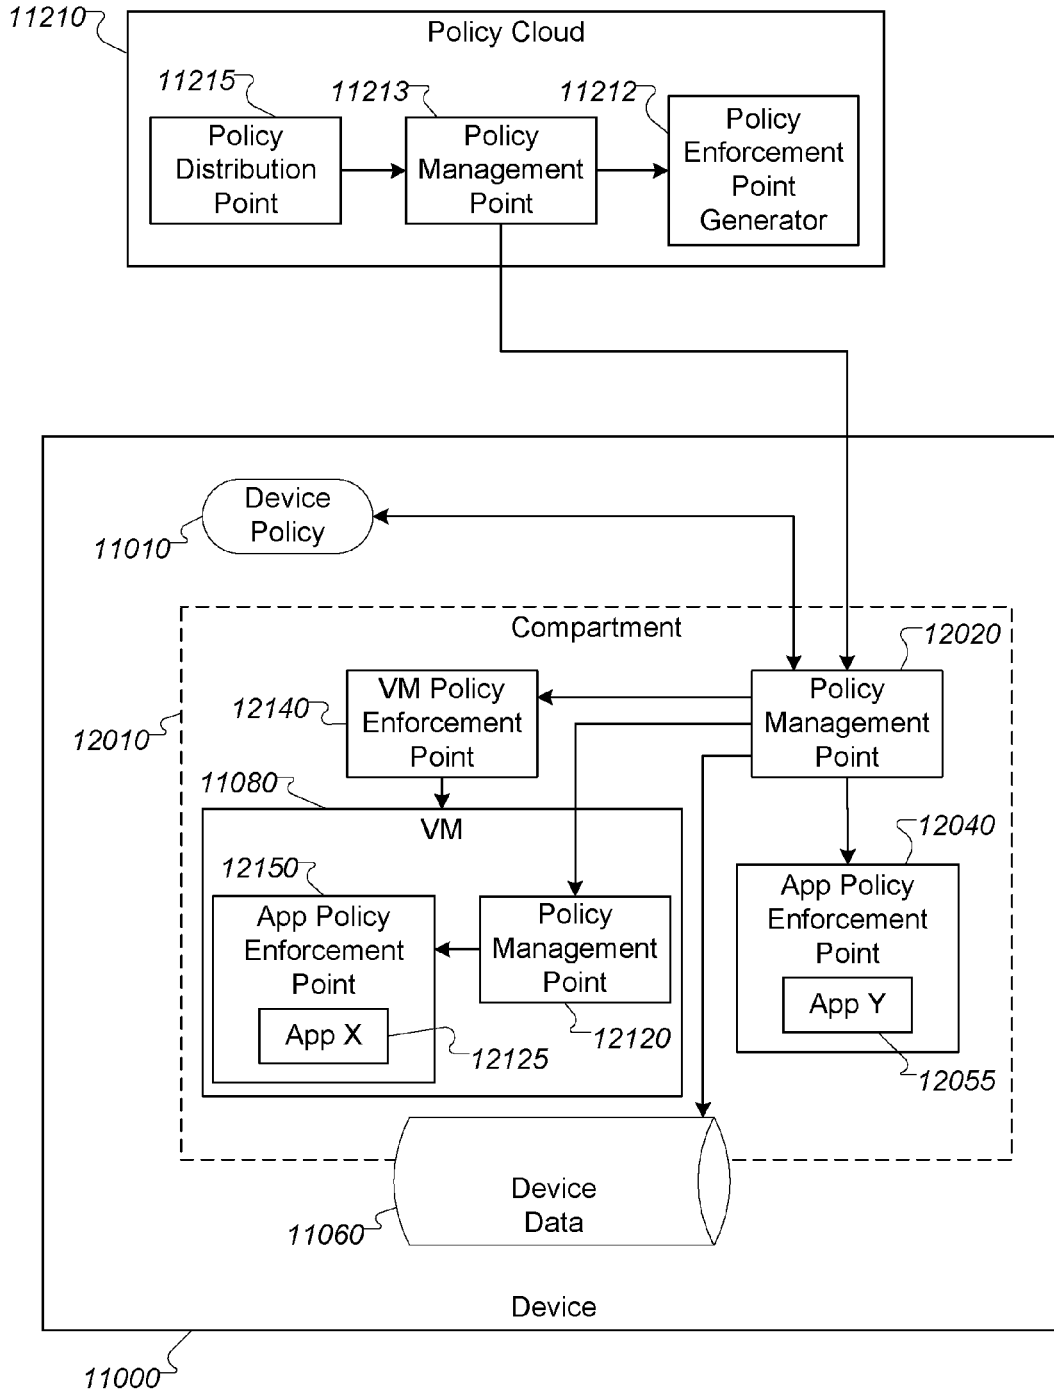 11210
Policy Cloud
11215
11213
11212
Policy
Distribution
Point
Policy
Management
Point
Policy
Enforcement
Point
Generator
Device
Policy
11010
Compartment
12020
12140
VM Policy
Enforcement
Point
Policy
Management
Point
12010
11080
VM
12040
12150
App Policy
Enforcement
Point
Policy
Management
Point
App Policy
Enforcement
Point
App X
App Y
12125
12120
12055
Device
Data
11060
Device
11000